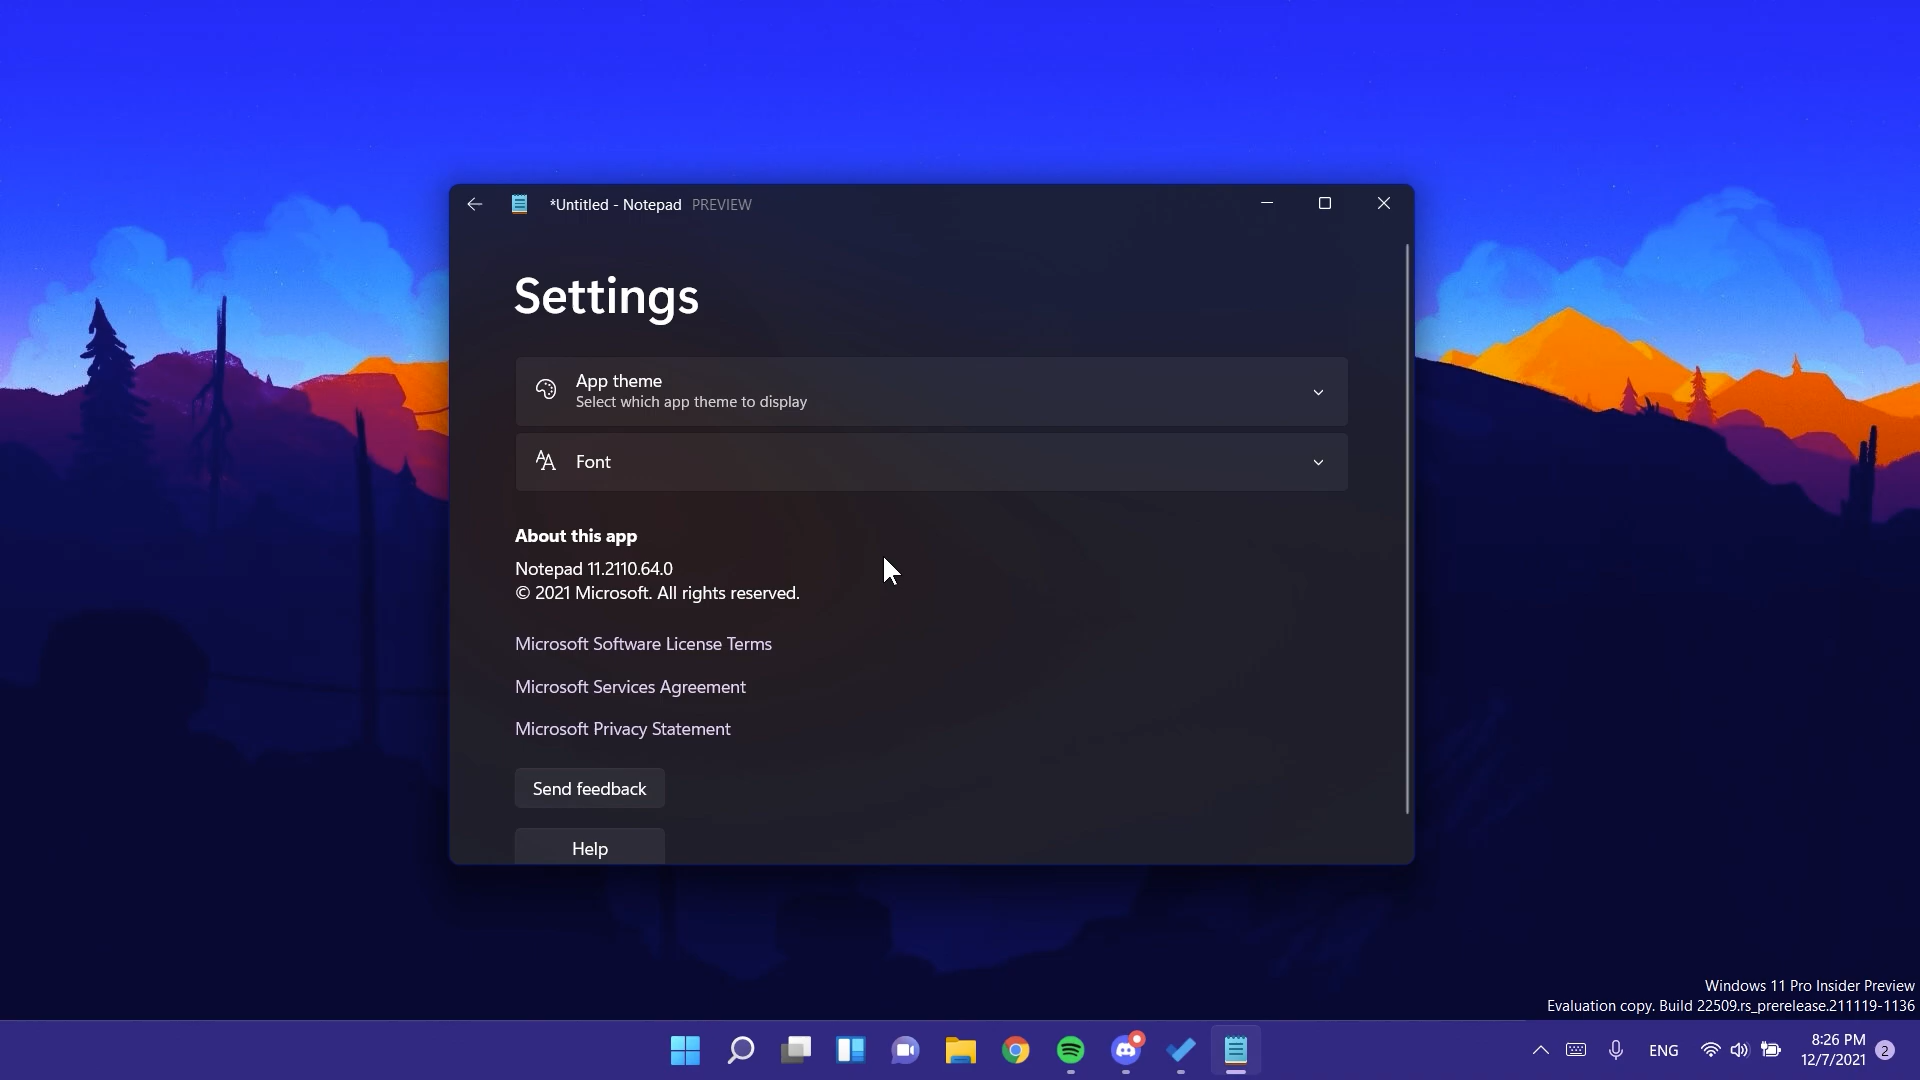 *Untitled - Notepad PREVIEW
Settings
App theme
Select which app theme to display
Font
About this app
Notepad 11.2110.64.0
© 2021 Microsoft. All rights reserved.
Microsoft Software License Terms
Microsoft Services Agreement
Microsoft Privacy Statement
Send feedback
Help
Windows 11 Pro Insider Preview
Evaluation copy. Build 22509.rs_prerelease.211119-1136
ENG
8:26 PM
12/7/2021
2